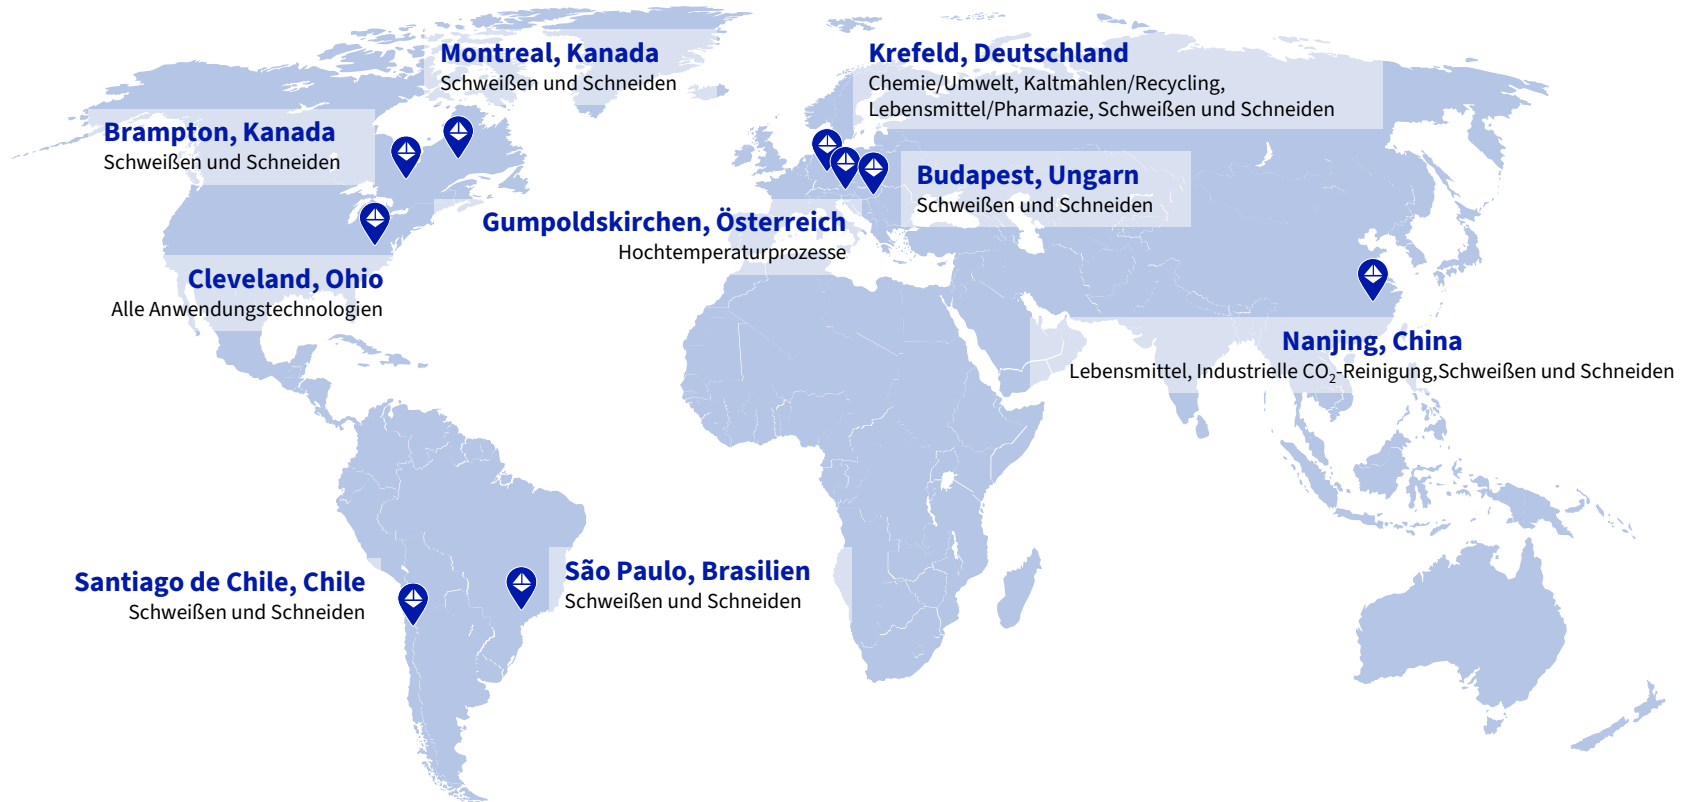 Montreal, Kanada
Schweißen und Schneiden
Krefeld, Deutschland
Chemie/Umwelt, Kaltmahlen/Recycling,
Lebensmittel/Pharmazie, Schweißen und Schneiden
Brampton, Kanada
Schweißen und Schneiden
Budapest, Ungarn
Schweißen und Schneiden
Gumpoldskirchen, Österreich
Hochtemperaturprozesse
Cleveland, Ohio
Alle Anwendungstechnologien
Nanjing, China
Lebensmittel, Industrielle CO₂-Reinigung,Schweißen und Schneiden
Santiago de Chile, Chile
Schweißen und Schneiden
São Paulo, Brasilien
Schweißen und Schneiden